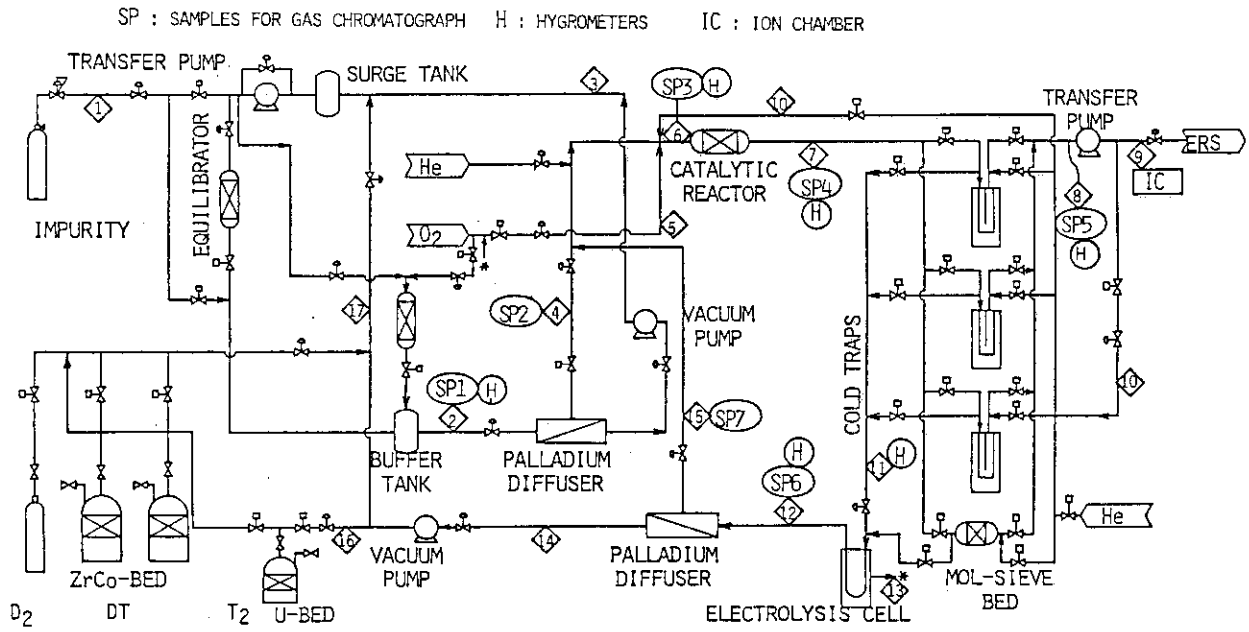 SP : SAMPLES FOR GAS CHROMATOGRAPH H : HYGROMETERS IC : ION CHAMBER
TRANSFER PUMP
SURGE TANK
3
SP3 H
10
TRANSFER
PUMP
1
6
7
9
ERS
He
CATALYTIC
REACTOR
SP4
H
IC
8
SP5
H
IMPURITY
EQUILIBRATOR
O2
5
*
17
SP2 4
VACUUM
PUMP
COLD TRAPS
10
SP1 H
2
5 SP7
BUFFER
TANK
PALLADIUM
DIFFUSER
H
SP6
12
11 H
He
16
VACUUM
PUMP
14
PALLADIUM
DIFFUSER
13 *
MOL-SIEVE
BED
ELECTROLYSIS CELL
ZrCo-BED
D2 DT T2 U-BED